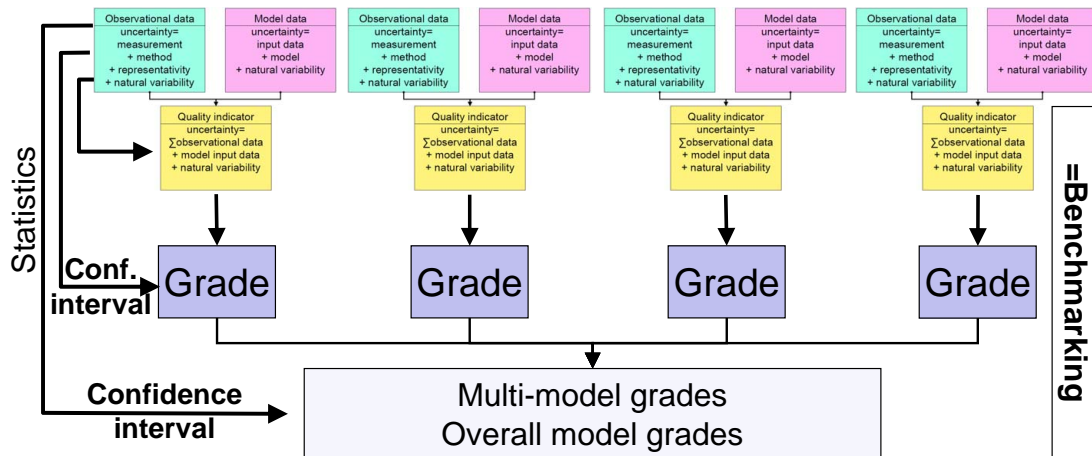 Observational data
uncertainty=
measurement
+ method
+ representativity
+ natural variability
Model data
uncertainty=
input data
+ model
+ natural variability
Observational data
uncertainty=
measurement
+ method
+ representativity
+ natural variability
Model data
uncertainty=
input data
+ model
+ natural variability
Observational data
uncertainty=
measurement
+ method
+ representativity
+ natural variability
Model data
uncertainty=
input data
+ model
+ natural variability
Observational data
uncertainty=
measurement
+ method
+ representativity
+ natural variability
Model data
uncertainty=
input data
+ model
+ natural variability
Quality indicator
uncertainty=
∑observational data
+ model input data
+ natural variability
Quality indicator
uncertainty=
∑observational data
+ model input data
+ natural variability
Quality indicator
uncertainty=
∑observational data
+ model input data
+ natural variability
Quality indicator
uncertainty=
∑observational data
+ model input data
+ natural variability
Statistics
Conf.
interval
Grade
Grade
Grade
Grade
=Benchmarking
Confidence
interval
Multi-model grades
Overall model grades